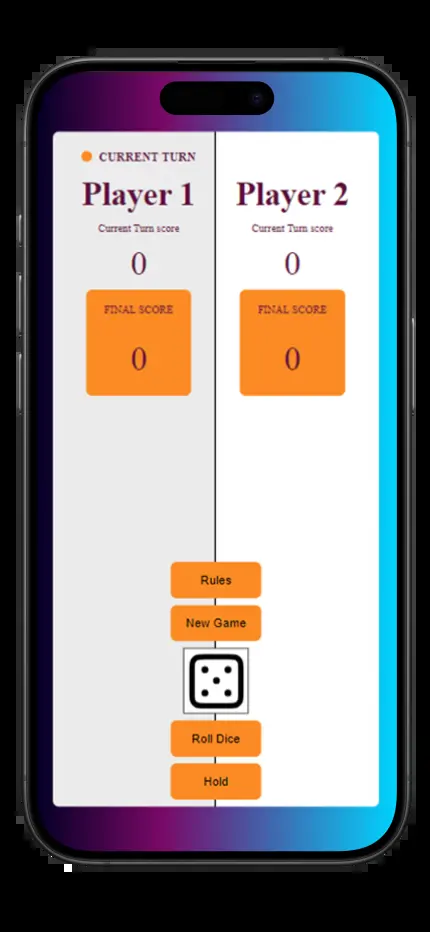 CURRENT TURN
Player 1
Current Turn score
0
FINAL SCORE
0
Player 2
Current Turn score
0
FINAL SCORE
0
Rules
New Game
Roll Dice
Hold